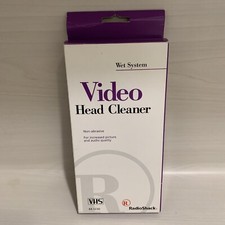 Wet System
Video
Head Cleaner
Non-abrasive
For increased picture
and audio quality
R
VHS
R
RadioShack